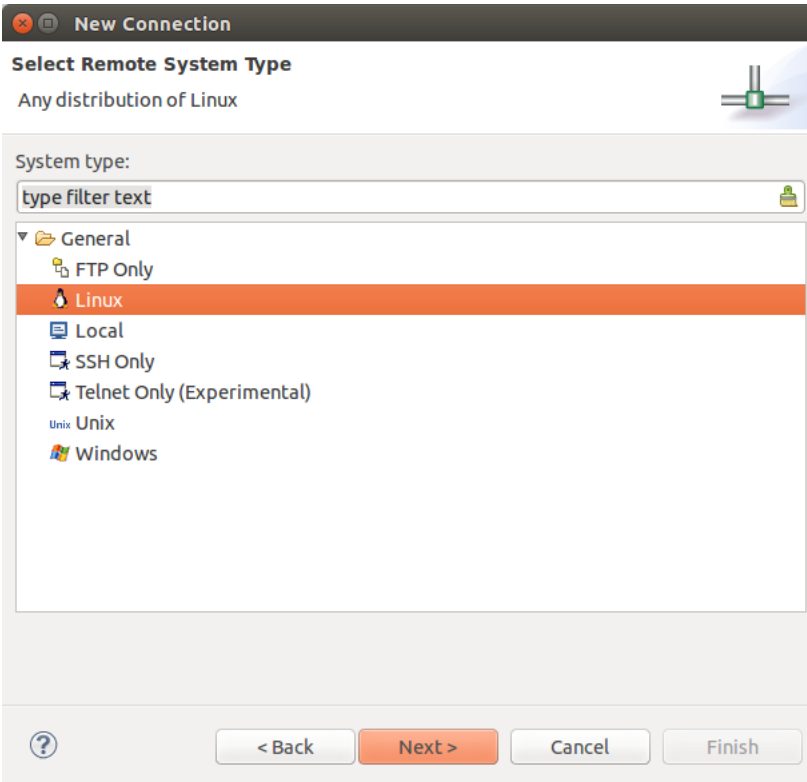 New Connection
Select Remote System Type
Any distribution of Linux
System type:
type filter text
General
FTP Only
Linux
Local
SSH Only
Telnet Only (Experimental)
Unix Unix
Windows
? < Back Next > Cancel Finish